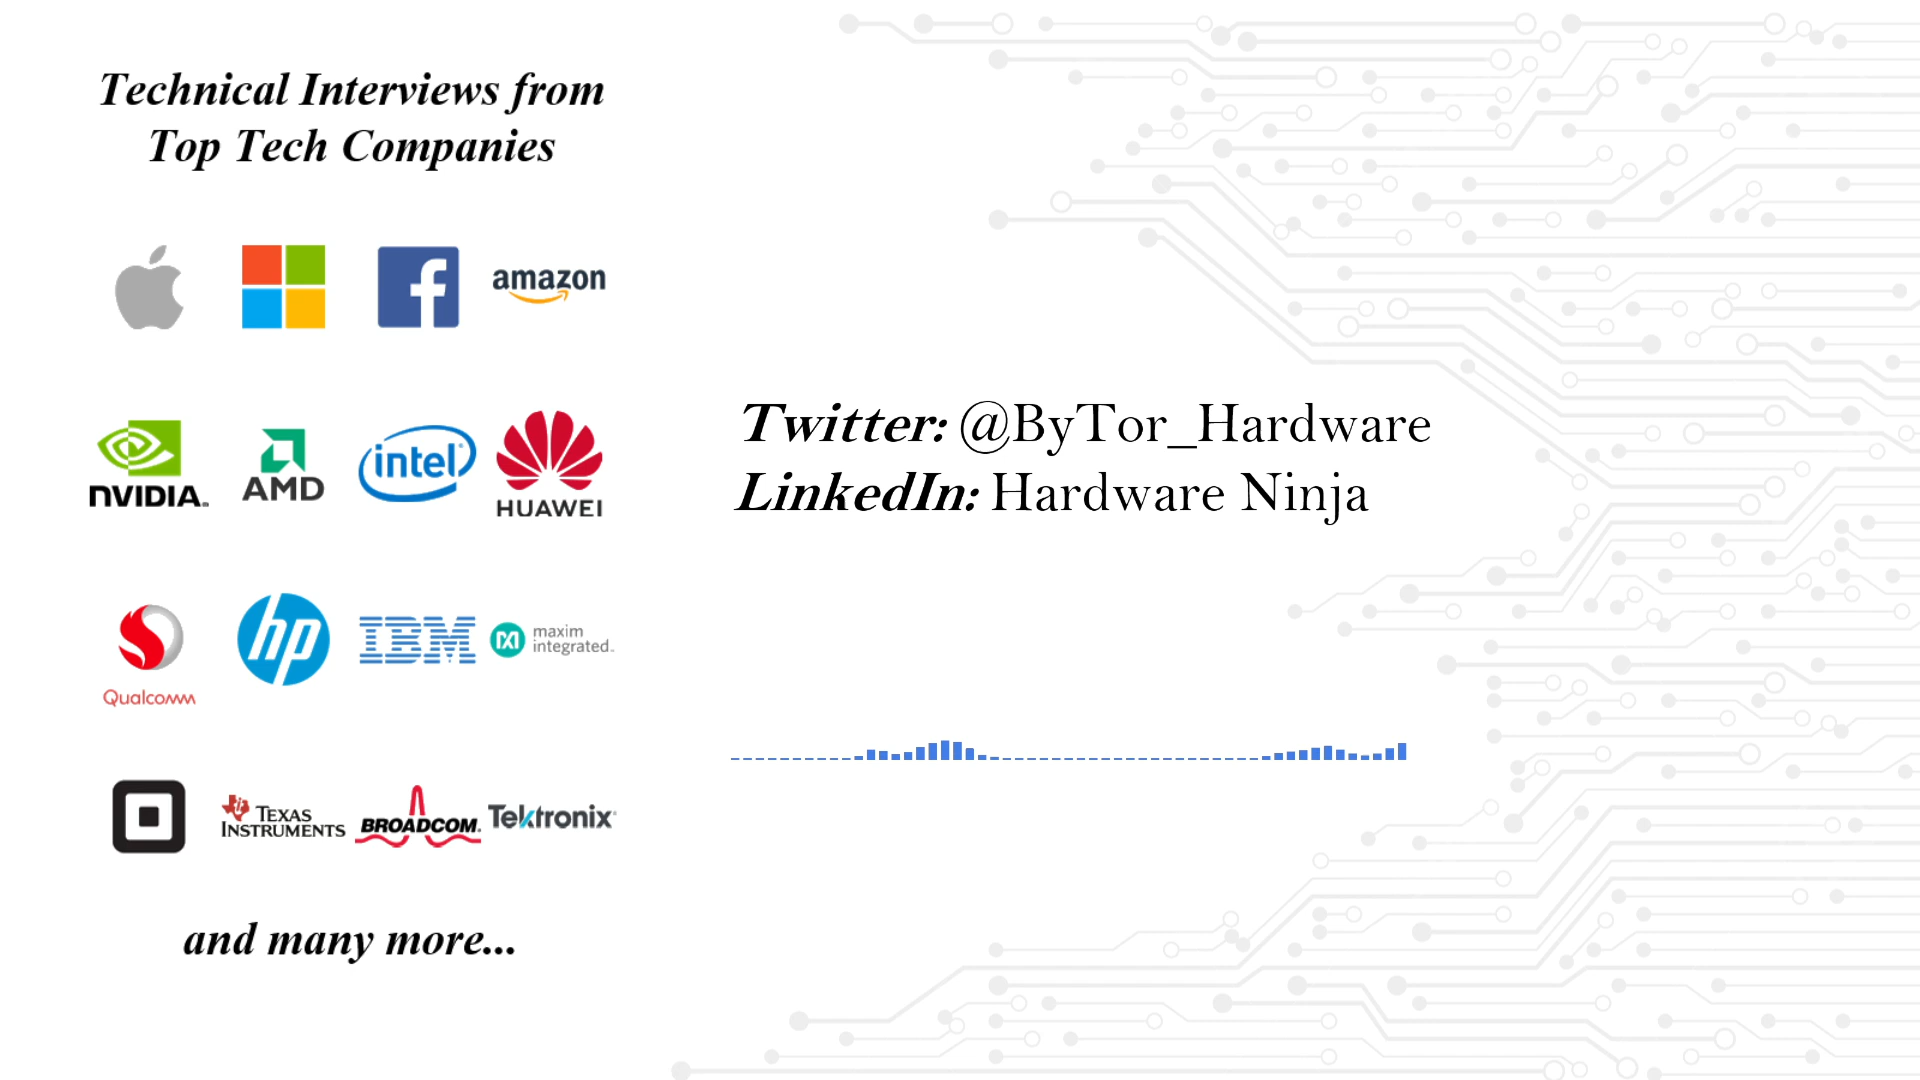 Technical Interviews from
Top Tech Companies
amazon
NVIDIA.
AMD
intel
HUAWEI
Qualcomm
hp
IBM
maxim
integrated.
TEXAS
INSTRUMENTS
BROADCOM.
Tektronix
and many more...
Twitter: @ByTor_Hardware
LinkedIn: Hardware Ninja